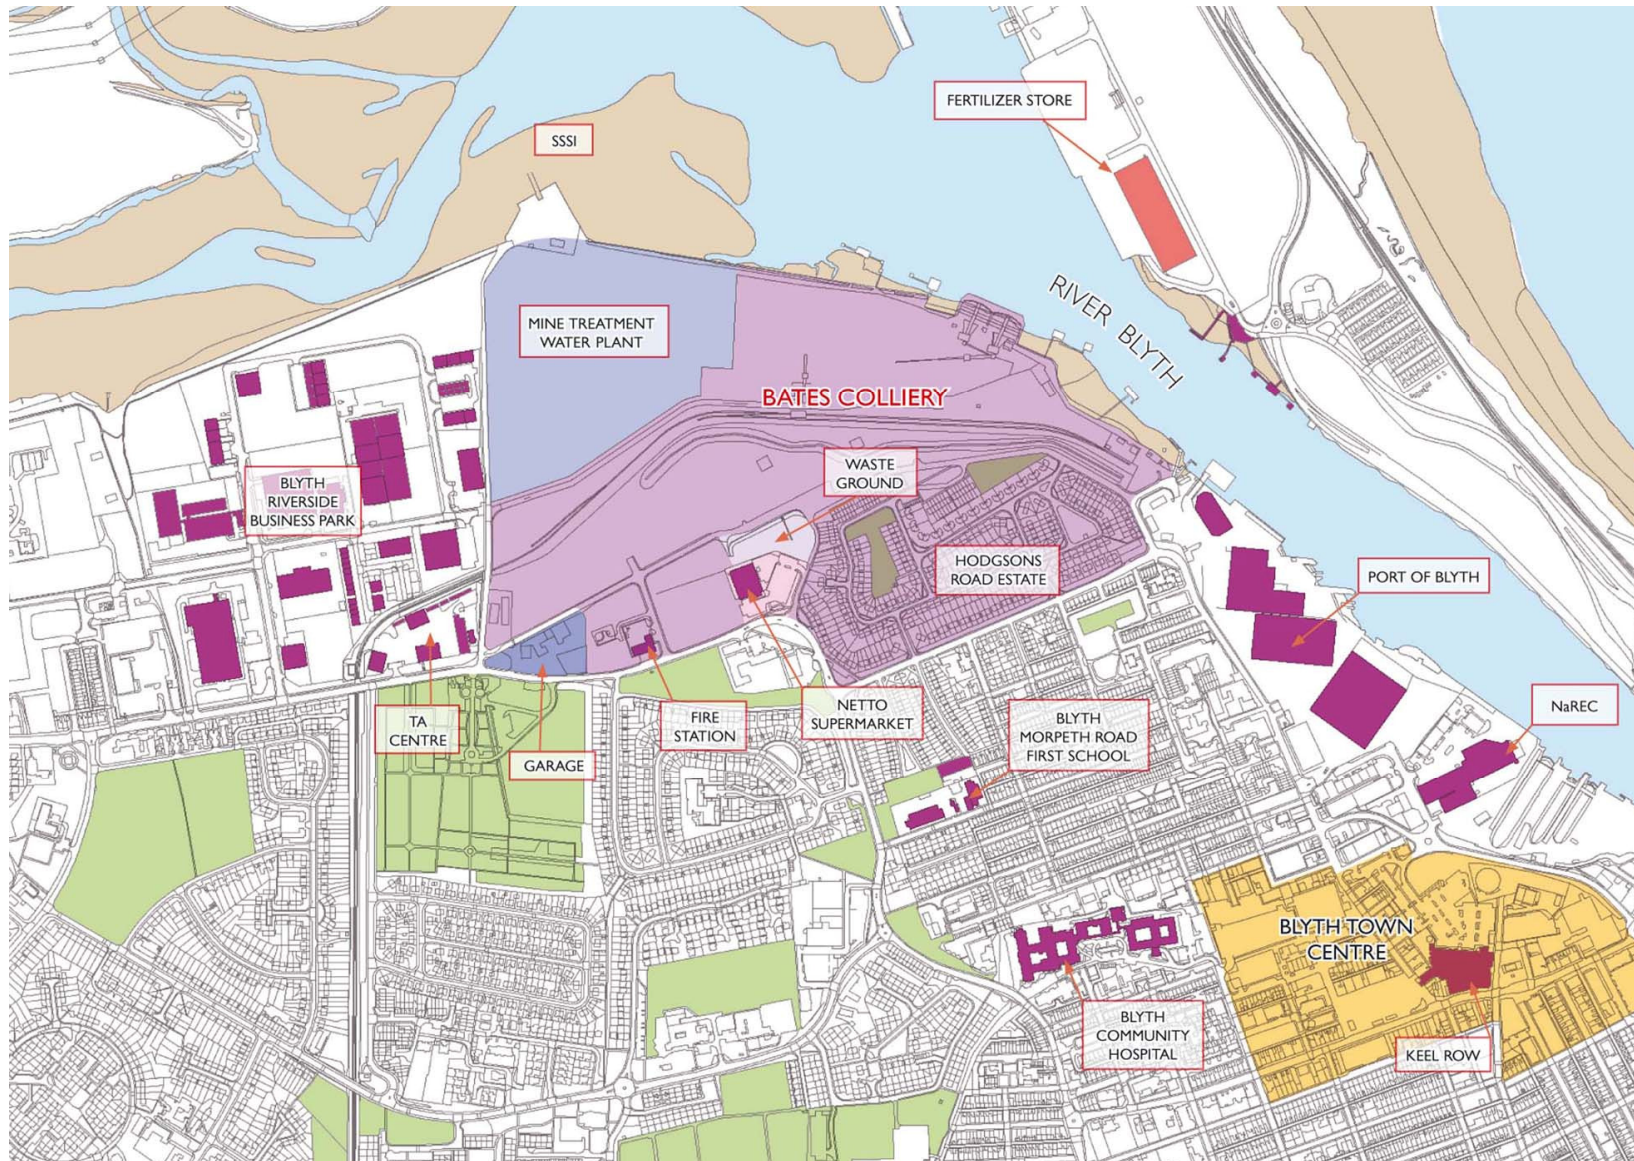 FERTILIZER STORE
SSSI
RIVER BLYTH
MINE TREATMENT
WATER PLANT
BATES COLLIERY
WASTE
GROUND
BLYTH
RIVERSIDE
BUSINESS PARK
HODGSONS
ROAD ESTATE
PORT OF BLYTH
NaREC
TA
CENTRE
GARAGE
FIRE
STATION
NETTO
SUPERMARKET
BLYTH
MORPETH ROAD
FIRST SCHOOL
BLYTH TOWN
CENTRE
BLYTH
COMMUNITY
HOSPITAL
KEEL ROW